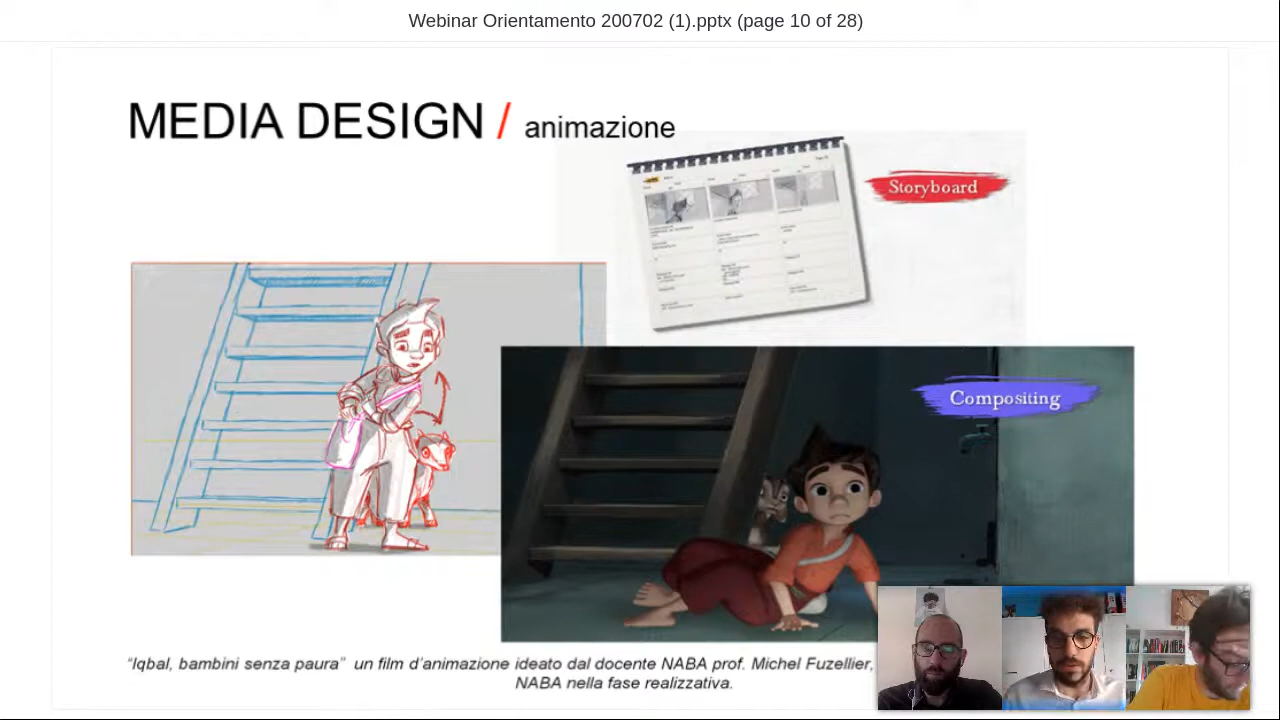 Webinar Orientamento 200702 (1).pptx (page 10 of 28)
MEDIA DESIGN / animazione
Storyboard
Compositing
“Iqbal, bambini senza paura” un film d’animazione ideato dal docente NABA prof. Michel Fuzellier,
NABA nella fase realizzativa.